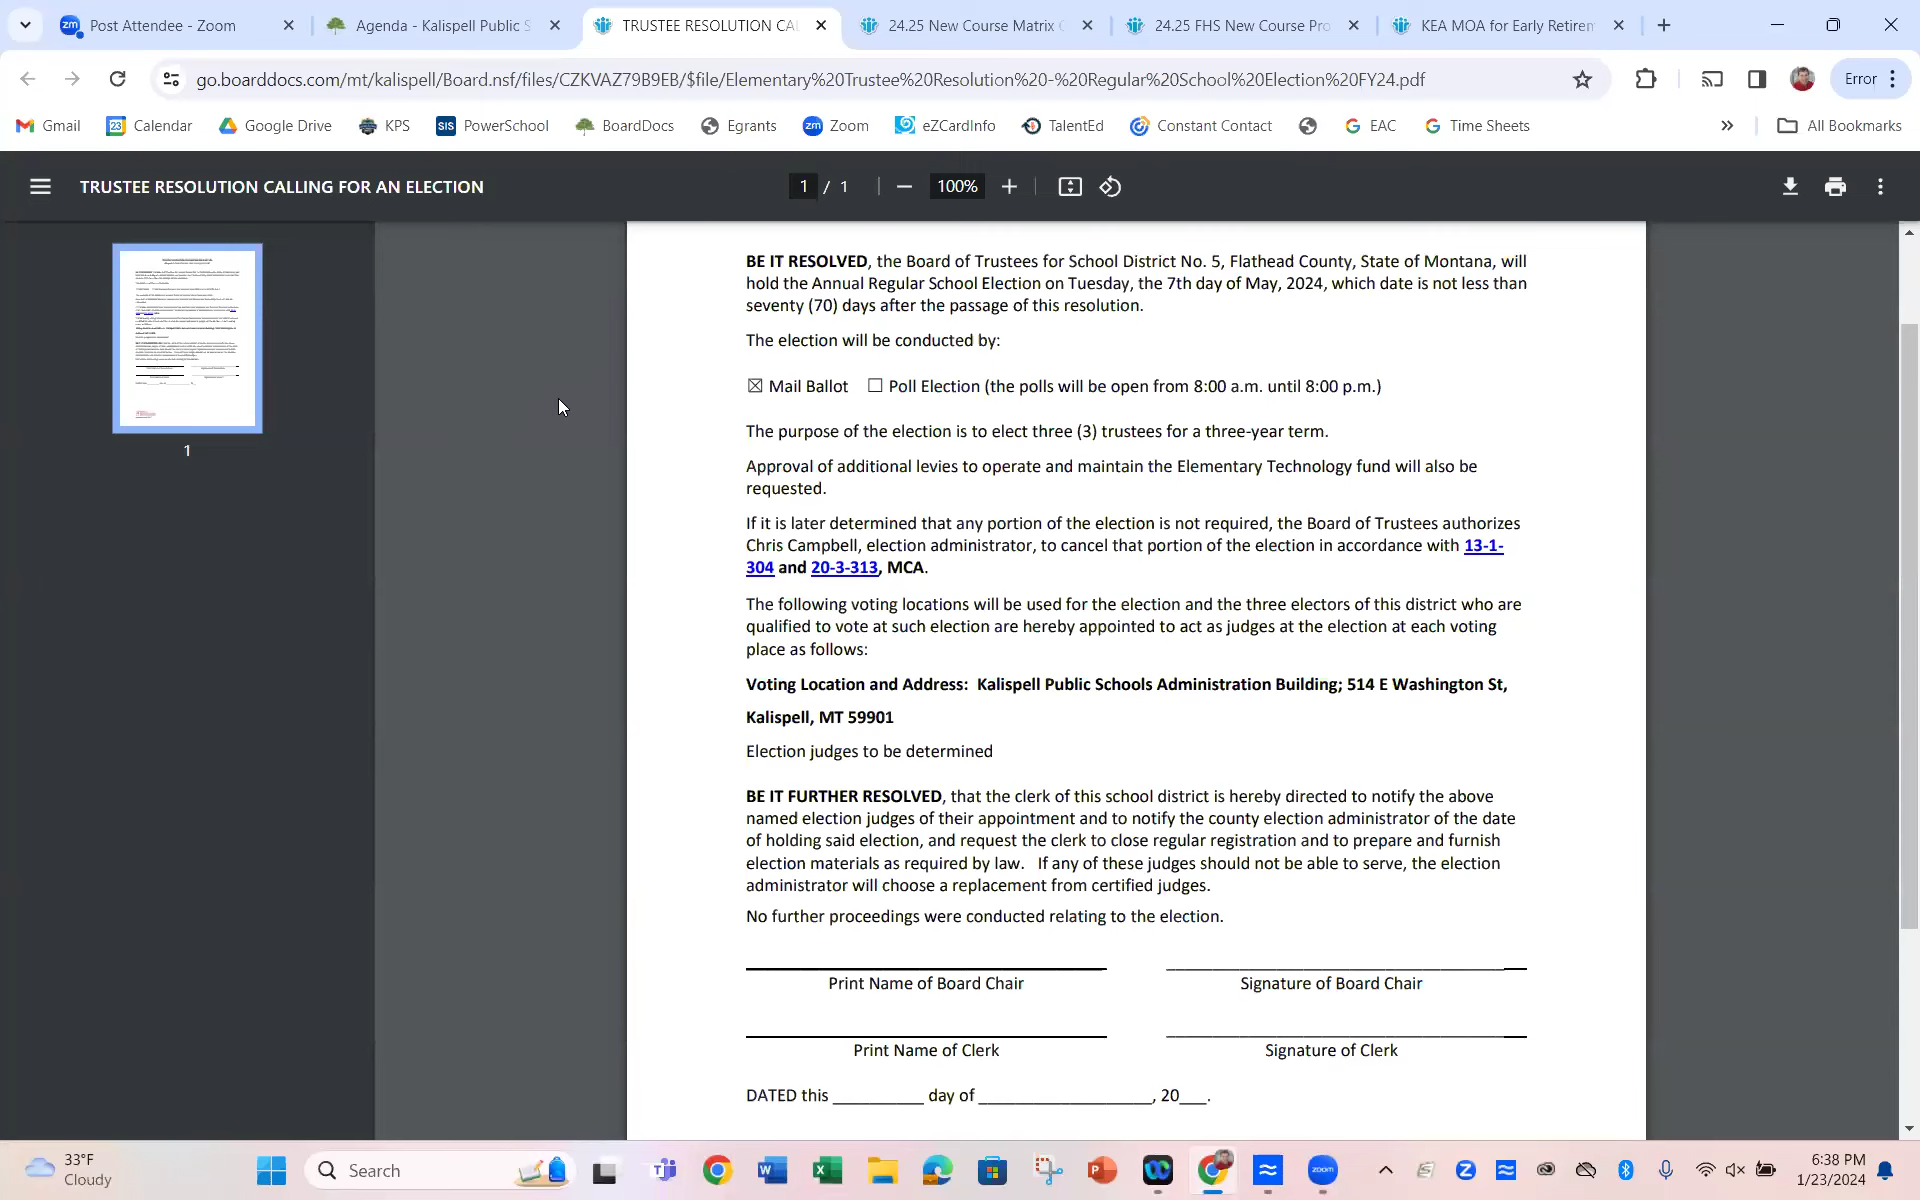 Post Attendee - Zoom
Agenda - Kalispell Public S
TRUSTEE RESOLUTION CAL
24.25 New Course Matrix C
24.25 FHS New Course Pro
KEA MOA for Early Retirem
go.boarddocs.com/mt/kalispell/Board.nsf/files/CZKVAZ79B9EB/$file/Elementary%20Trustee%20Resolution%20-%20Regular%20School%20Election%20FY24.pdf
Error
Gmail
Calendar
Google Drive
KPS
SIS PowerSchool
BoardDocs
Egrants
zm Zoom
eZCardInfo
TalentEd
Constant Contact
EAC
Time Sheets
All Bookmarks
TRUSTEE RESOLUTION CALLING FOR AN ELECTION
1 / 1
100%
1
BE IT RESOLVED, the Board of Trustees for School District No. 5, Flathead County, State of Montana, will
hold the Annual Regular School Election on Tuesday, the 7th day of May, 2024, which date is not less than
seventy (70) days after the passage of this resolution.
The election will be conducted by:
☒ Mail Ballot ☐ Poll Election (the polls will be open from 8:00 a.m. until 8:00 p.m.)
The purpose of the election is to elect three (3) trustees for a three-year term.
Approval of additional levies to operate and maintain the Elementary Technology fund will also be
requested.
If it is later determined that any portion of the election is not required, the Board of Trustees authorizes
Chris Campbell, election administrator, to cancel that portion of the election in accordance with 13-1-
304 and 20-3-313, MCA.
The following voting locations will be used for the election and the three electors of this district who are
qualified to vote at such election are hereby appointed to act as judges at the election at each voting
place as follows:
Voting Location and Address: Kalispell Public Schools Administration Building; 514 E Washington St,
Kalispell, MT 59901
Election judges to be determined
BE IT FURTHER RESOLVED, that the clerk of this school district is hereby directed to notify the above
named election judges of their appointment and to notify the county election administrator of the date
of holding said election, and request the clerk to close regular registration and to prepare and furnish
election materials as required by law. If any of these judges should not be able to serve, the election
administrator will choose a replacement from certified judges.
No further proceedings were conducted relating to the election.
Print Name of Board Chair
Signature of Board Chair
Print Name of Clerk
Signature of Clerk
DATED this __________ day of ___________________, 20___.
33°F
Cloudy
Search
6:38 PM
1/23/2024